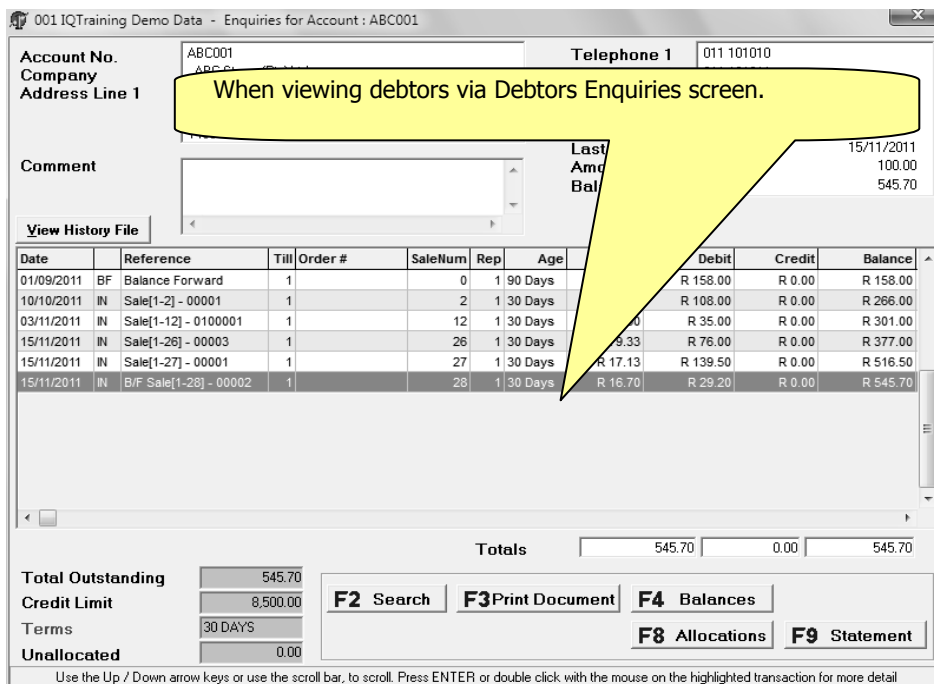 001 IQTraining Demo Data - Enquiries for Account : ABC001
Account No. ABC001 Telephone 1 011 101010
Company
Address Line 1
When viewing debtors via Debtors Enquiries screen.
Last 15/11/2011
Comment 100.00
545.70
View History File
Date Reference Till Order # SaleNum Rep Age Debit Credit Balance
01/09/2011 BF Balance Forward 1 0 1 90 Days R 158.00 R 0.00 R 158.00
10/10/2011 IN Sale[1-2] - 00001 1 2 1 30 Days R 108.00 R 0.00 R 266.00
03/11/2011 IN Sale[1-12] - 0100001 1 12 1 30 Days R 35.00 R 0.00 R 301.00
15/11/2011 IN Sale[1-26] - 00003 1 26 1 30 Days 9.33 R 76.00 R 0.00 R 377.00
15/11/2011 IN Sale[1-27] - 00001 1 27 1 30 Days R 17.13 R 139.50 R 0.00 R 516.50
15/11/2011 IN B/F Sale[1-28] - 00002 1 28 1 30 Days R 16.70 R 29.20 R 0.00 R 545.70
Totals 545.70 0.00 545.70
Total Outstanding 545.70
Credit Limit 8,500.00 F2 Search F3 Print Document F4 Balances
Terms 30 DAYS F8 Allocations F9 Statement
Unallocated 0.00
Use the Up / Down arrow keys or use the scroll bar, to scroll. Press ENTER or double click with the mouse on the highlighted transaction for more detail